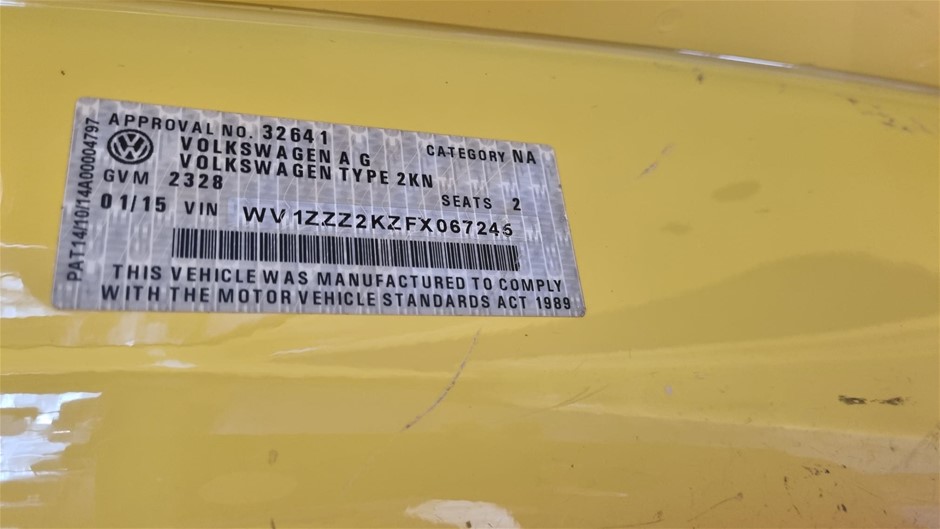 PAT14/10/14A00004797
APPROVAL NO. 32641
VOLKSWAGEN A G
CATEGORY NA
VOLKSWAGEN TYPE 2KN
GVM 2328
SEATS 2
01/15 VIN WV1ZZZ2KZFX067245
THIS VEHICLE WAS MANUFACTURED TO COMPLY
WITH THE MOTOR VEHICLE STANDARDS ACT 1989